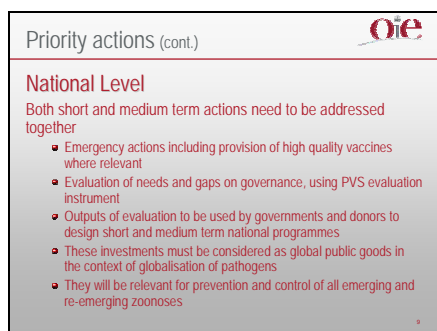 Priority actions (cont.)
Oie
National Level
Both short and medium term actions need to be addressed
together
Emergency actions including provision of high quality vaccines
where relevant
Evaluation of needs and gaps on governance, using PVS evaluation
instrument
Outputs of evaluation to be used by governments and donors to
design short and medium term national programmes
These investments must be considered as global public goods in
the context of globalisation of pathogens
They will be relevant for prevention and control of all emerging and
re-emerging zoonoses